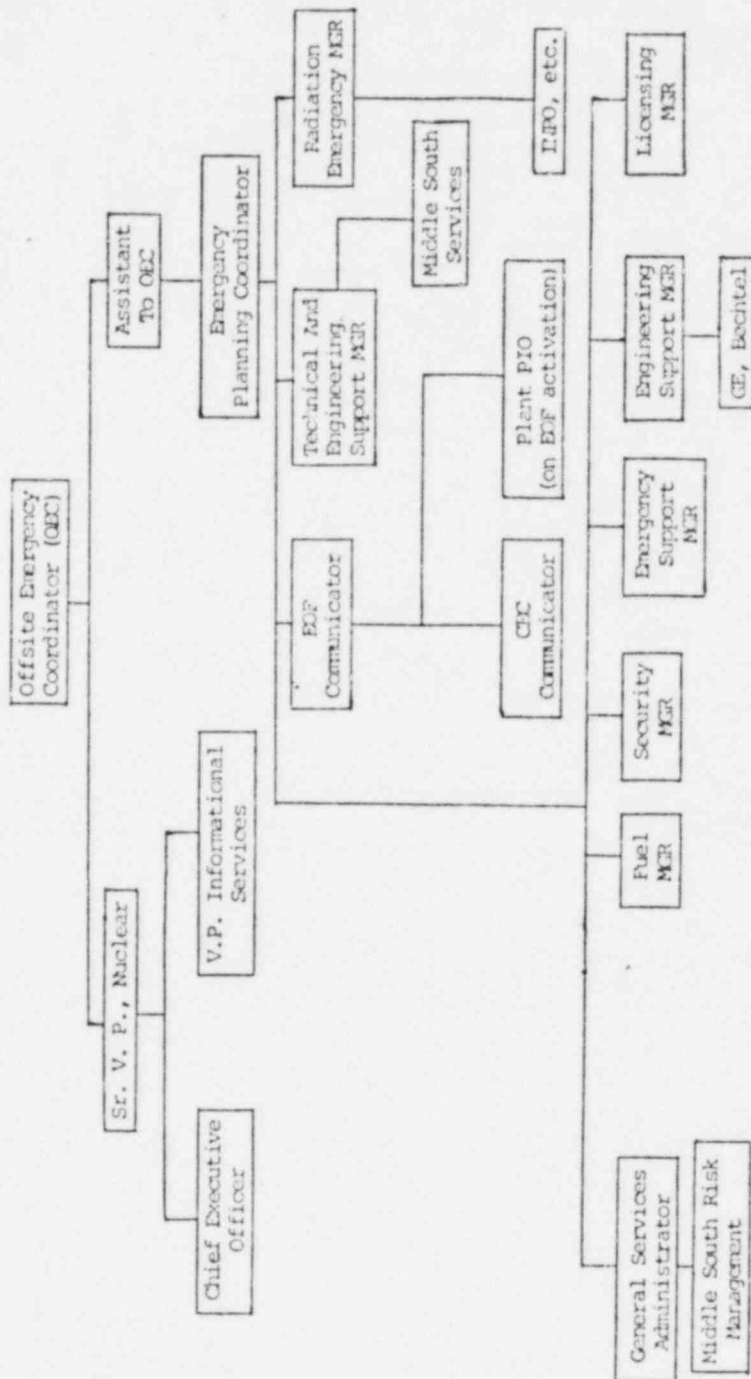 Offsite Emergency
Coordinator (OEC)
Sr. V. P., Nuclear
Assistant
To OEC
Chief Executive
Officer
V.P. Informational
Services
Emergency
Planning Coordinator
EOF
Communicator
Technical And
Engineering
Support MGR
Radiation
Emergency MGR
Middle South
Services
CHC
Communicator
Plant PIO
(on EOF activation)
INPO, etc.
General Services
Administrator
Fuel
MGR
Security
MGR
Emergency
Support
MGR
Engineering
Support MGR
Licensing
MGR
Middle South Risk
Management
GE, Bechtel